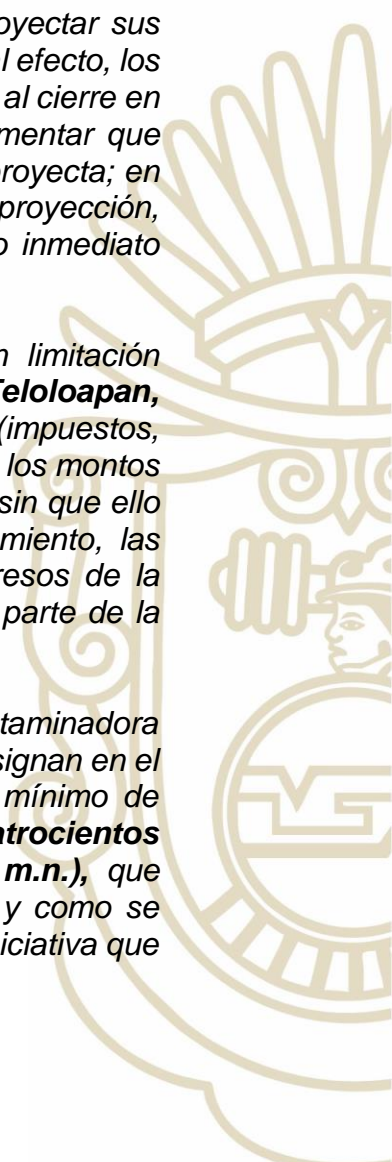 oyectar sus
l efecto, los
al cierre en
mentar que
royecta; en
proyección,
o inmediato
n limitación
Teloloapan,
(impuestos,
los montos
sin que ello
miento, las
resos de la
parte de la
taminadora
signan en el
mínimo de
atrocientos
m.n.), que
y como se
iciativa que